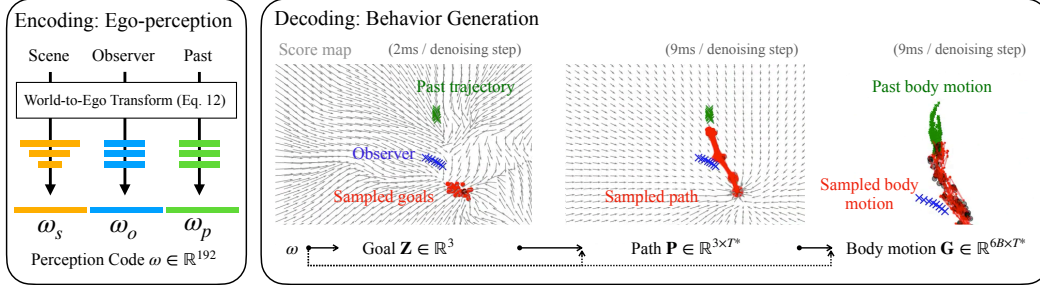 Encoding: Ego-perception
Scene Observer Past
World-to-Ego Transform (Eq. 12)
ω_s ω_o ω_p
Perception Code ω ∈ ℝ^192
Decoding: Behavior Generation
Score map (2ms / denoising step) (9ms / denoising step) (9ms / denoising step)
Past trajectory
Observer
Sampled goals
Sampled path
Past body motion
Sampled body
motion
ω Goal Z ∈ ℝ^3 Path P ∈ ℝ^{3×T*} Body motion G ∈ ℝ^{6B×T*}